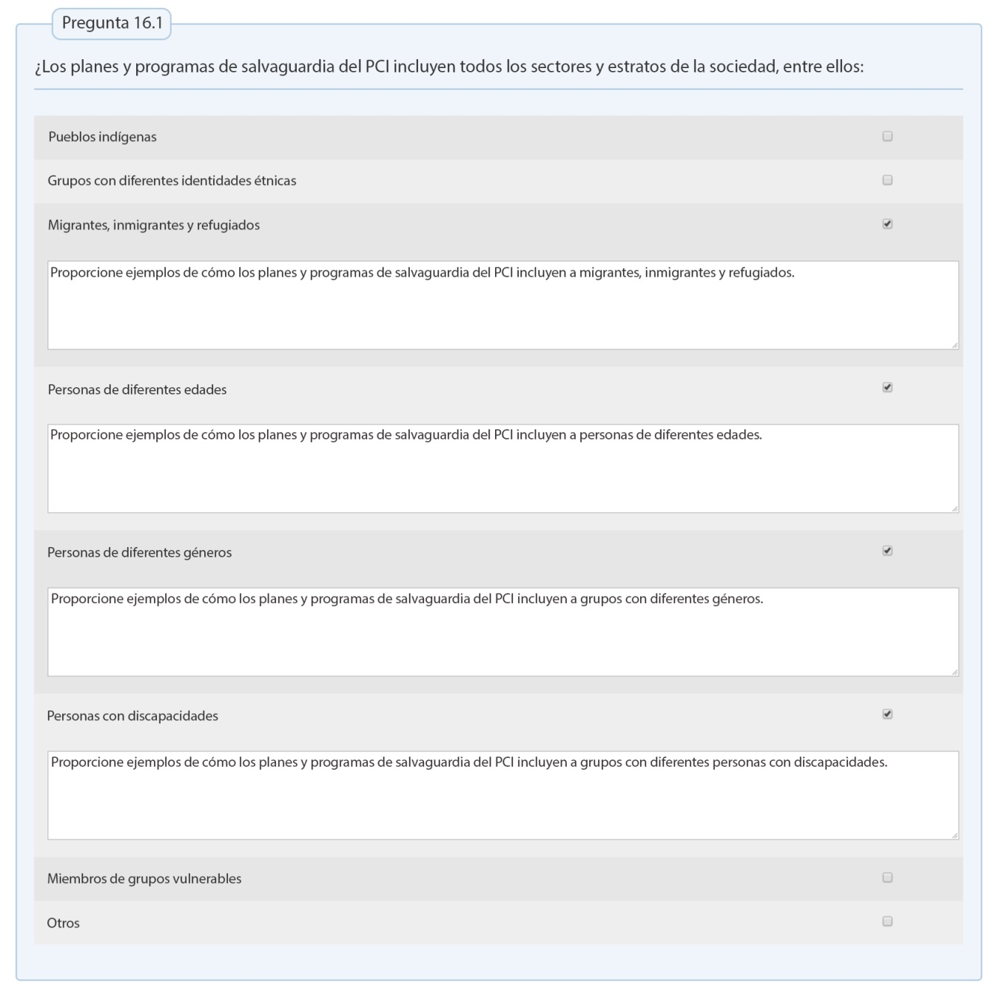 Pregunta 16.1
¿Los planes y programas de salvaguardia del PCI incluyen todos los sectores y estratos de la sociedad, entre ellos:
Pueblos indígenas
Grupos con diferentes identidades étnicas
Migrantes, inmigrantes y refugiados
Proporcione ejemplos de cómo los planes y programas de salvaguardia del PCI incluyen a migrantes, inmigrantes y refugiados.
Personas de diferentes edades
Proporcione ejemplos de cómo los planes y programas de salvaguardia del PCI incluyen a personas de diferentes edades.
Personas de diferentes géneros
Proporcione ejemplos de cómo los planes y programas de salvaguardia del PCI incluyen a grupos con diferentes géneros.
Personas con discapacidades
Proporcione ejemplos de cómo los planes y programas de salvaguardia del PCI incluyen a grupos con diferentes personas con discapacidades.
Miembros de grupos vulnerables
Otros